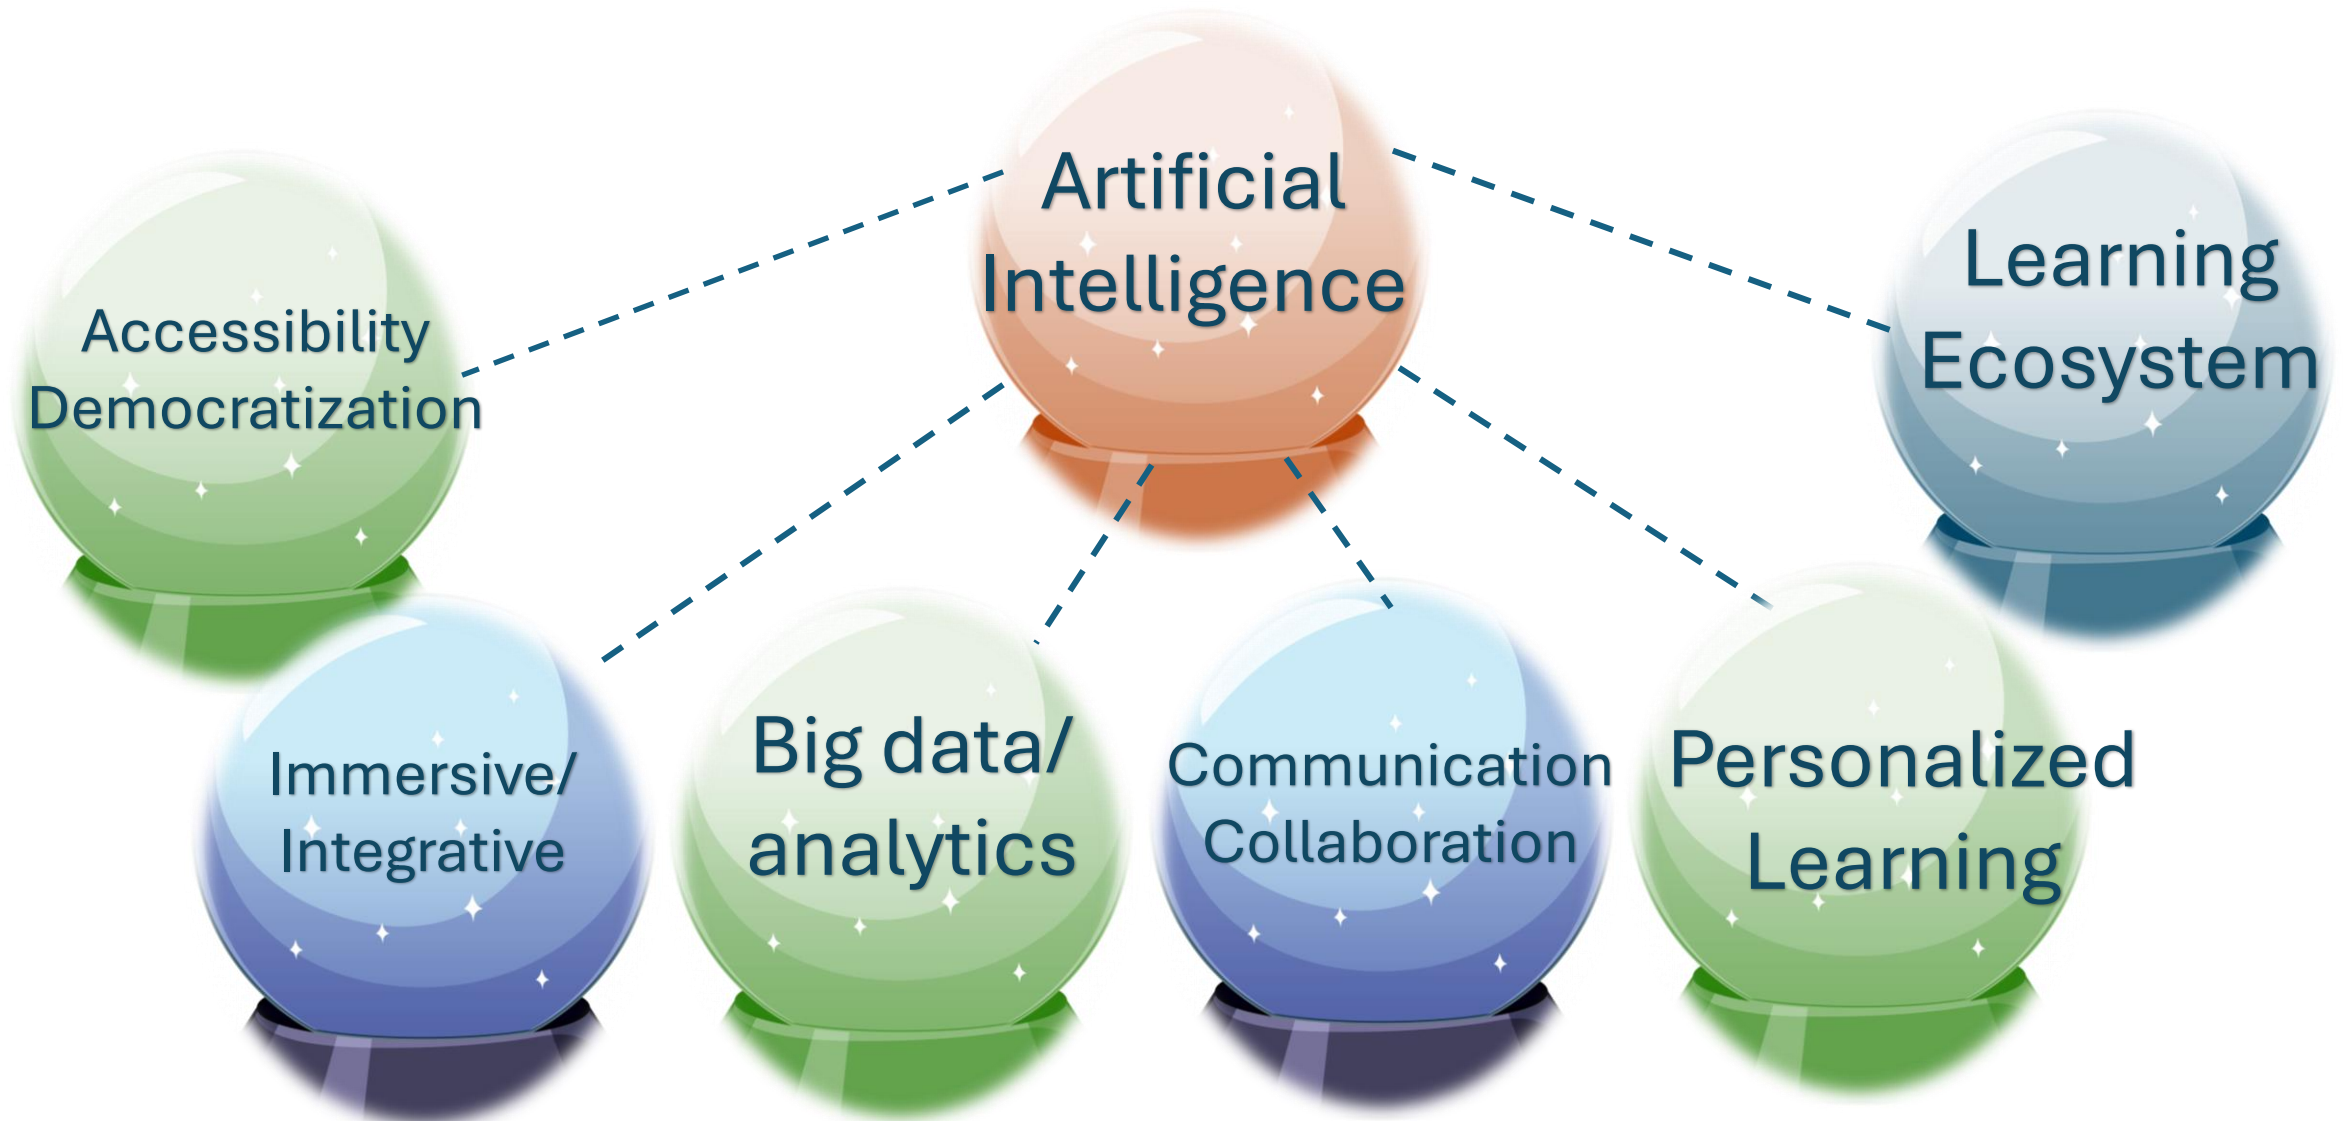 Artificial
Intelligence
Accessibility
Democratization
Learning
Ecosystem
Immersive/
Integrative
Big data/
analytics
Communication
Collaboration
Personalized
Learning